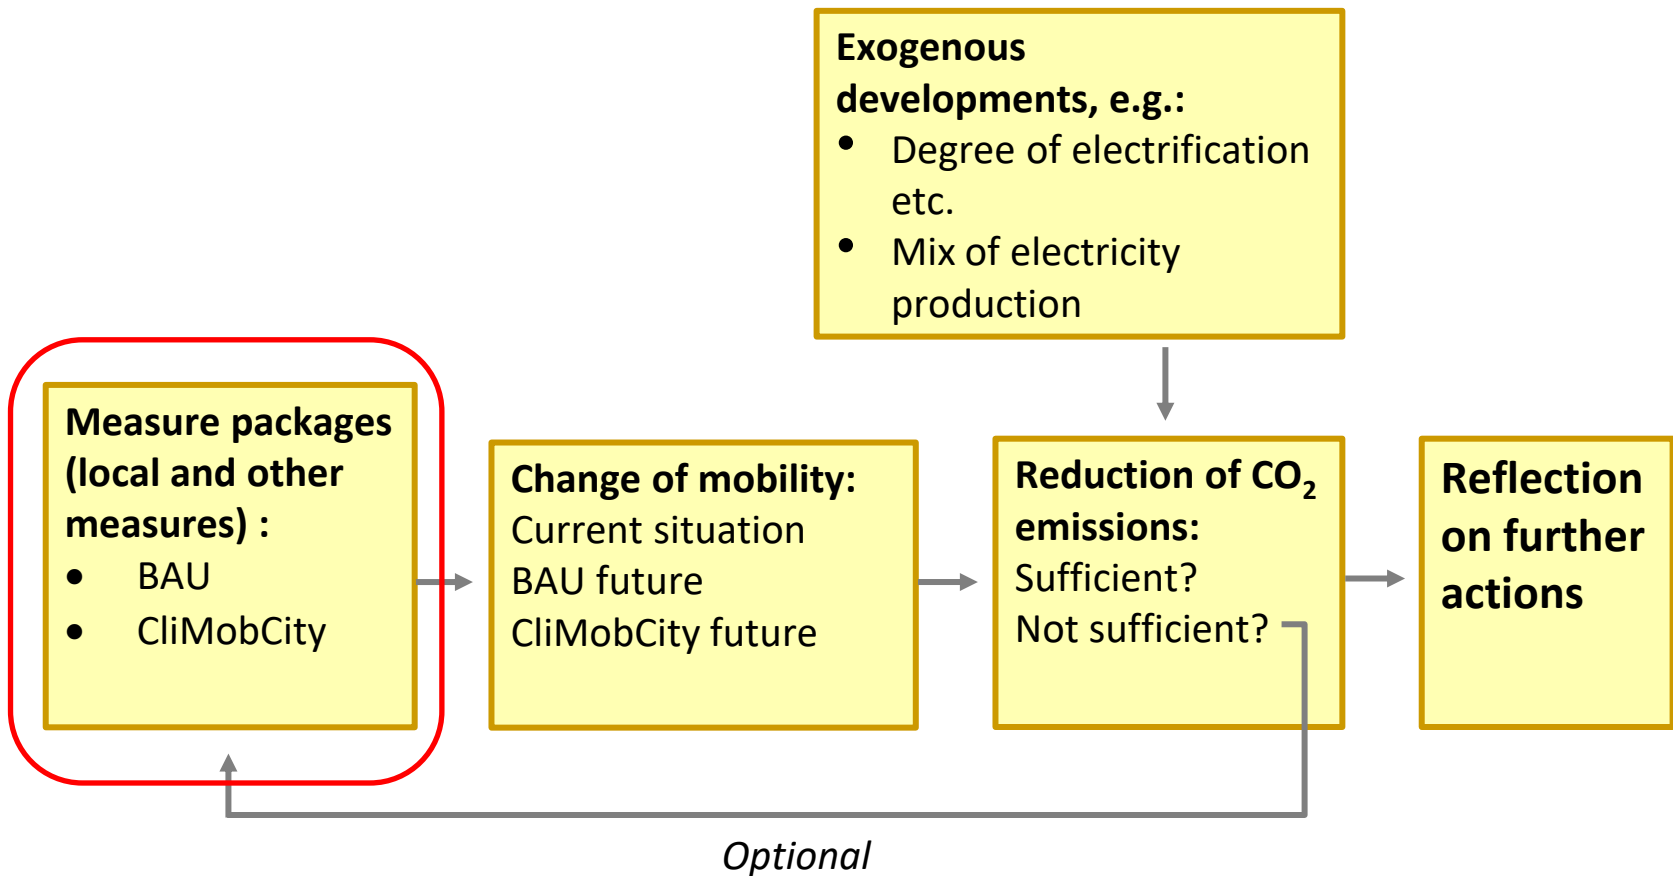 Exogenous
developments, e.g.:
• Degree of electrification
etc.
• Mix of electricity
production
Measure packages
(local and other
measures) :
• BAU
• CliMobCity
Change of mobility:
Current situation
BAU future
CliMobCity future
Reduction of CO₂
emissions:
Sufficient?
Not sufficient?
Reflection
on further
actions
Optional